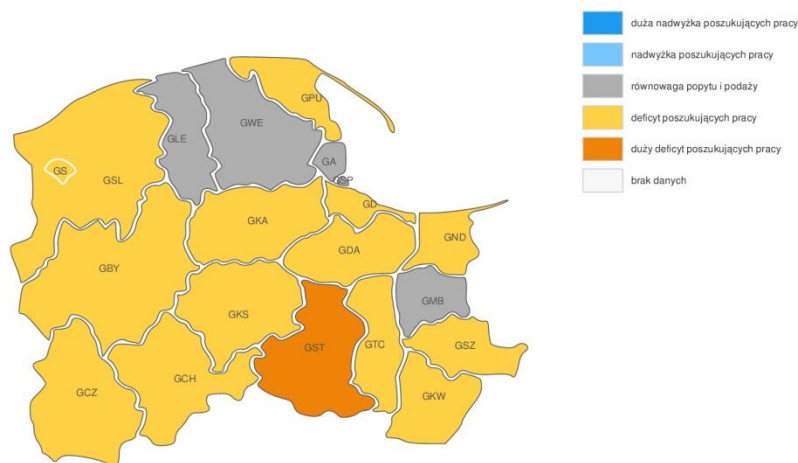 duża nadwyżka poszukujących pracy
nadwyżka poszukujących pracy
równowaga popytu i podaży
deficyt poszukujących pracy
duży deficyt poszukujących pracy
brak danych
GPU
GWE
GLE
GA
GSP
GS
GSL
GD
GKA
GND
GDA
GBY
GMB
GKS
GST
GTC
GSZ
GCH
GCZ
GKW